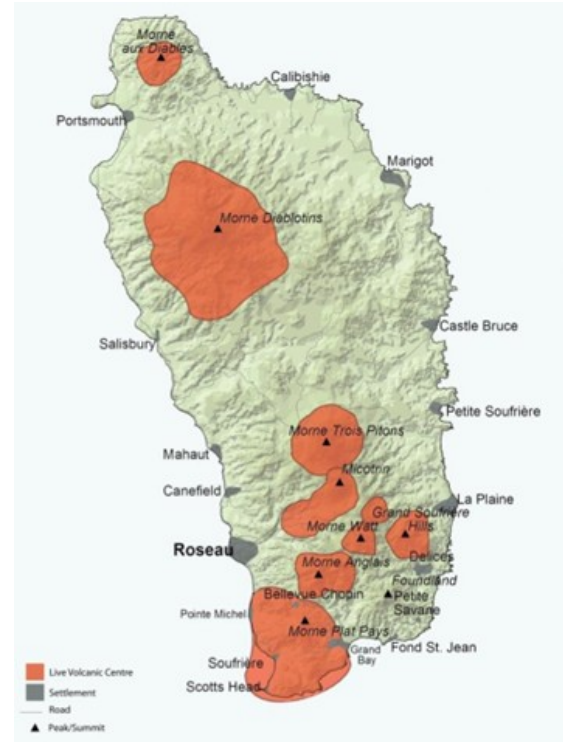 Morne
aux Diables
Calibishie
Portsmouth
Marigot
Morne Diablotins
Castle Bruce
Salisbury
Petite Soufrière
Morne Trois Pitons
Mahaut
Micotrin
Canefield
La Plaine
Grand Soufrière
Hills
Morne Watt
Roseau
Delices
Morne Anglais
Foundland
Bellevue Chopin
Petite
Savane
Pointe Michel
Morne Plat Pays
Grand
Bay
Fond St. Jean
Soufrière
Scotts Head
Live Volcanic Centre
Settlement
Road
Peak/Summit